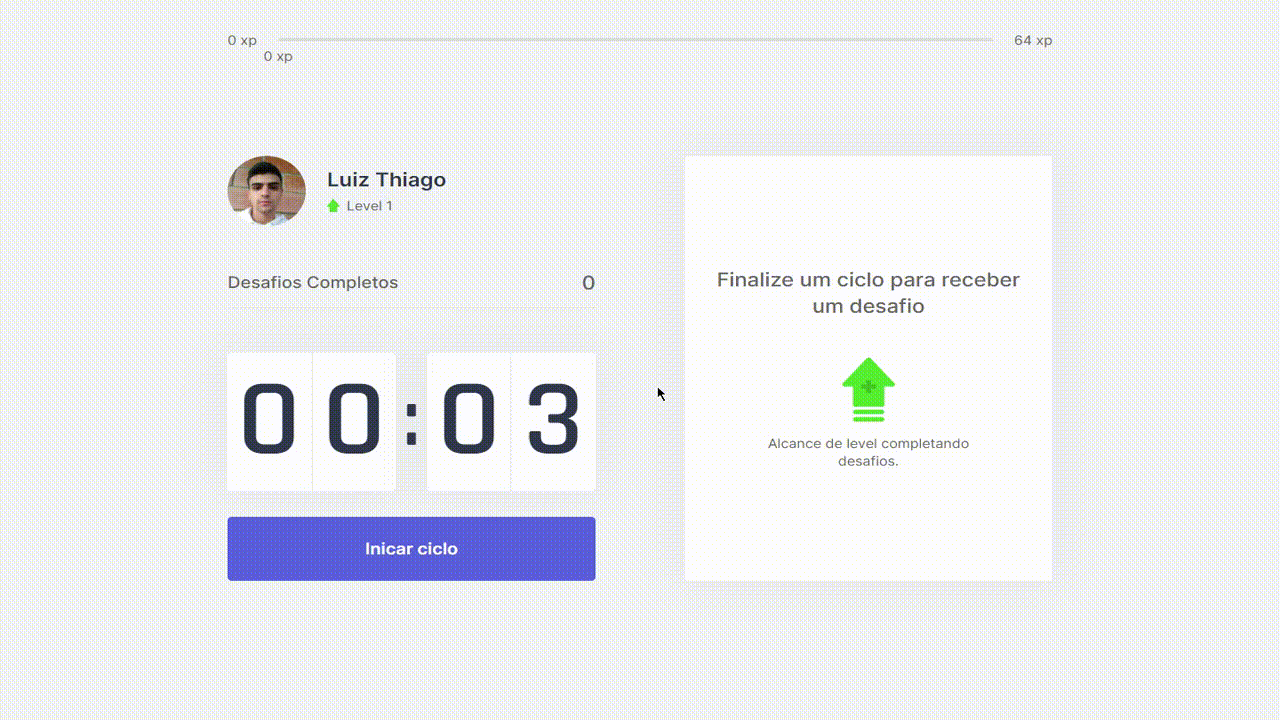 0 xp
64 xp
0 xp
Luiz Thiago
Level 1
Desafios Completos
0
00:03
Inicar ciclo
Finalize um ciclo para receber
um desafio
Alcance de level completando
desafios.